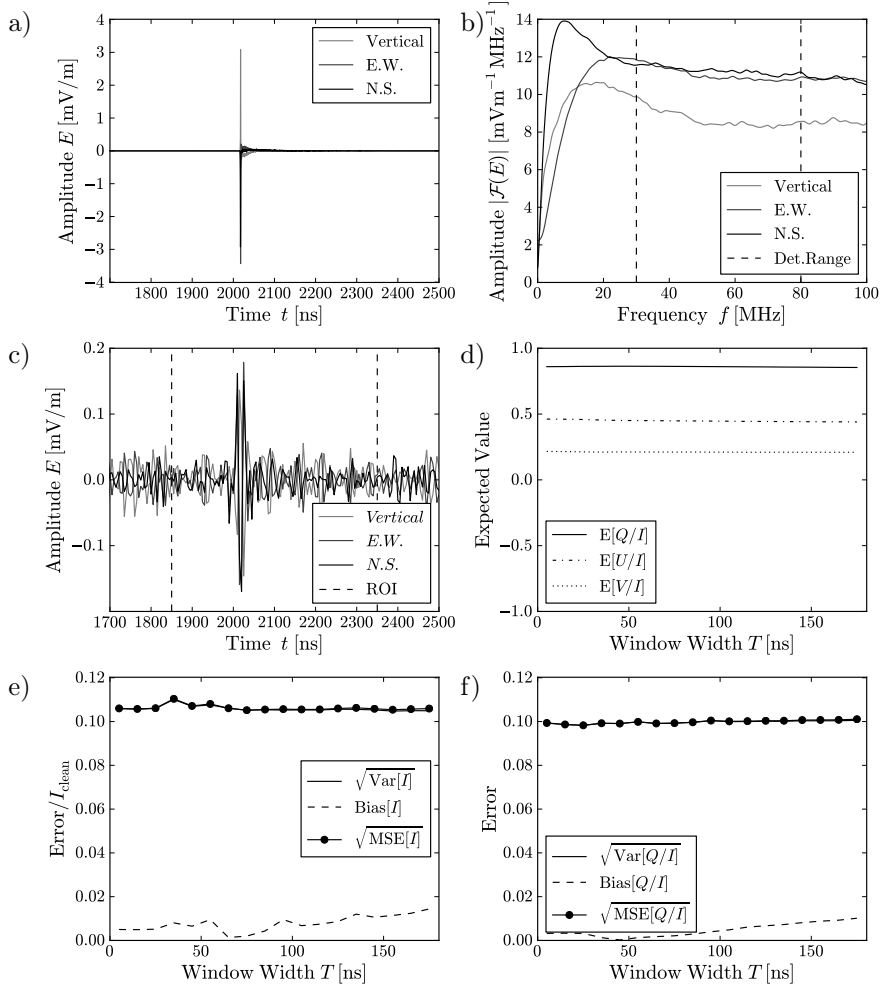 a)
4
3
2
1
0
−1
−2
−3
−4
Amplitude E [mV/m]
Vertical
E.W.
N.S.
1800 1900 2000 2100 2200 2300 2400 2500
Time t [ns]
b)
14
12
10
8
6
4
2
0
Amplitude |F(E)| [mVm⁻¹ MHz⁻¹]
Vertical
E.W.
N.S.
Det.Range
0 20 40 60 80 100
Frequency f [MHz]
c)
0.2
0.1
0.0
−0.1
Amplitude E [mV/m]
Vertical
E.W.
N.S.
ROI
1700 1800 1900 2000 2100 2200 2300 2400 2500
Time t [ns]
d)
1.0
0.5
0.0
−0.5
−1.0
Expected Value
E[Q/I]
E[U/I]
E[V/I]
0 50 100 150
Window Width T [ns]
e)
0.12
0.10
0.08
0.06
0.04
0.02
0.00
Error/I_clean
√Var[I]
Bias[I]
√MSE[I]
0 50 100 150
Window Width T [ns]
f)
0.12
0.10
0.08
0.06
0.04
0.02
0.00
Error
√Var[Q/I]
Bias[Q/I]
√MSE[Q/I]
0 50 100 150
Window Width T [ns]